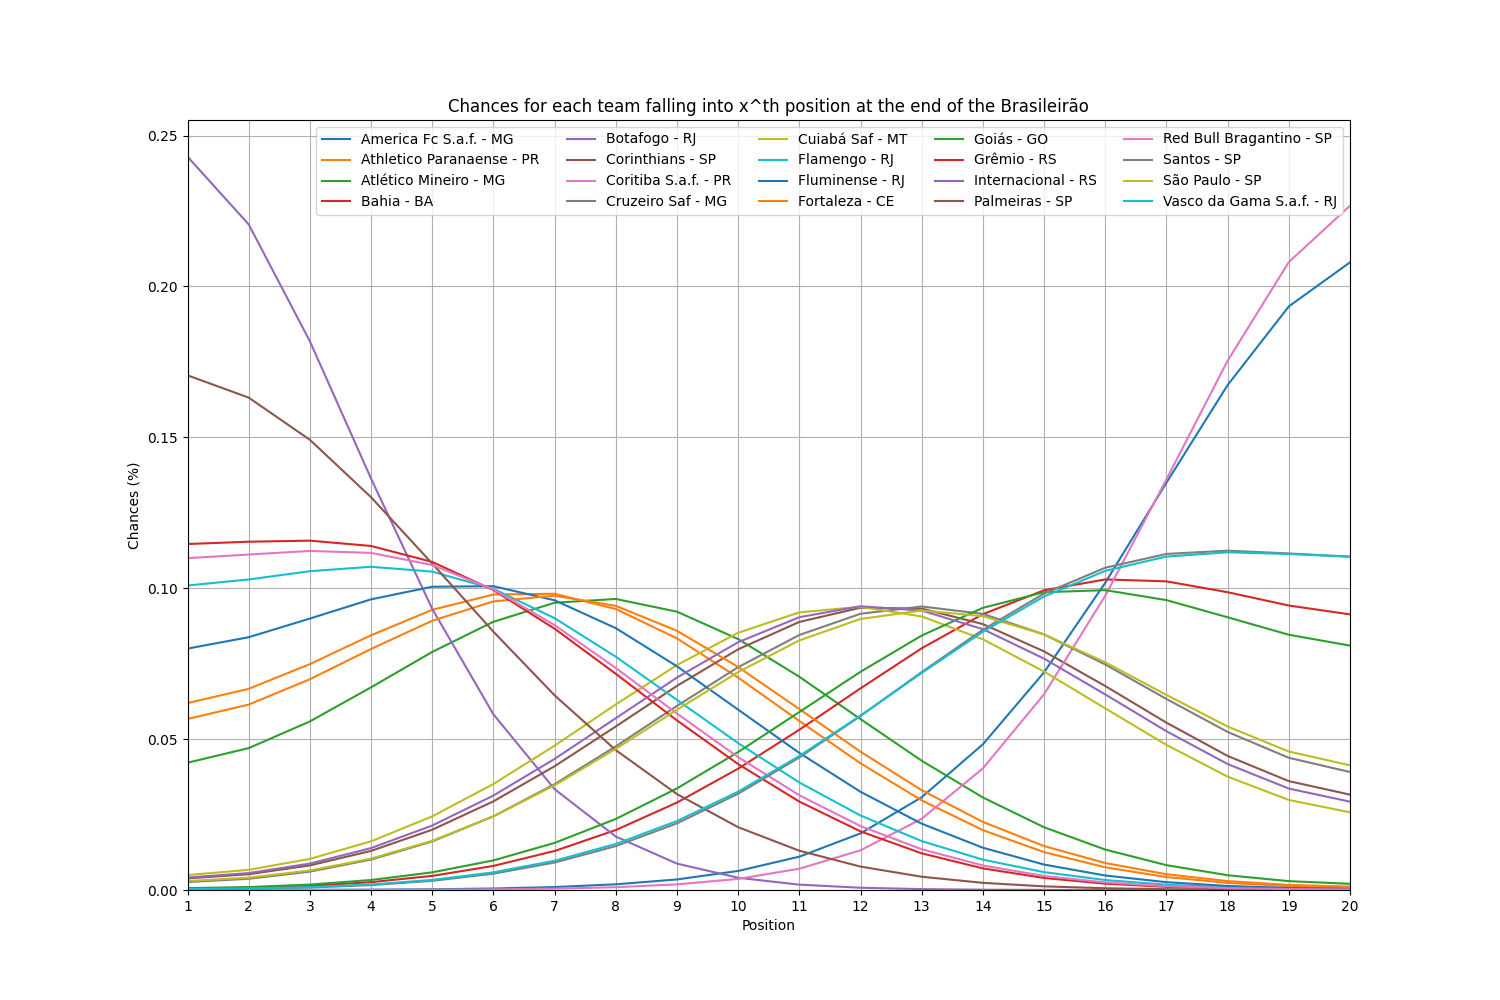 Chances for each team falling into x^th position at the end of the Brasileirão
America Fc S.a.f. - MG
Athletico Paranaense - PR
Atlético Mineiro - MG
Bahia - BA
Botafogo - RJ
Corinthians - SP
Coritiba S.a.f. - PR
Cruzeiro Saf - MG
Cuiabá Saf - MT
Flamengo - RJ
Fluminense - RJ
Fortaleza - CE
Goiás - GO
Grêmio - RS
Internacional - RS
Palmeiras - SP
Red Bull Bragantino - SP
Santos - SP
São Paulo - SP
Vasco da Gama S.a.f. - RJ
Chances (%)
0.25
0.20
0.15
0.10
0.05
0.00
1 2 3 4 5 6 7 8 9 10 11 12 13 14 15 16 17 18 19 20
Position